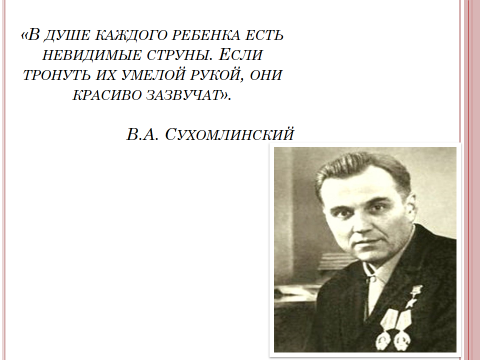 «В ДУШЕ КАЖДОГО РЕБЕНКА ЕСТЬ
НЕВИДИМЫЕ СТРУНЫ. ЕСЛИ
ТРОНУТЬ ИХ УМЕЛОЙ РУКОЙ, ОНИ
КРАСИВО ЗАЗВУЧАТ».
В.А. СУХОМЛИНСКИЙ